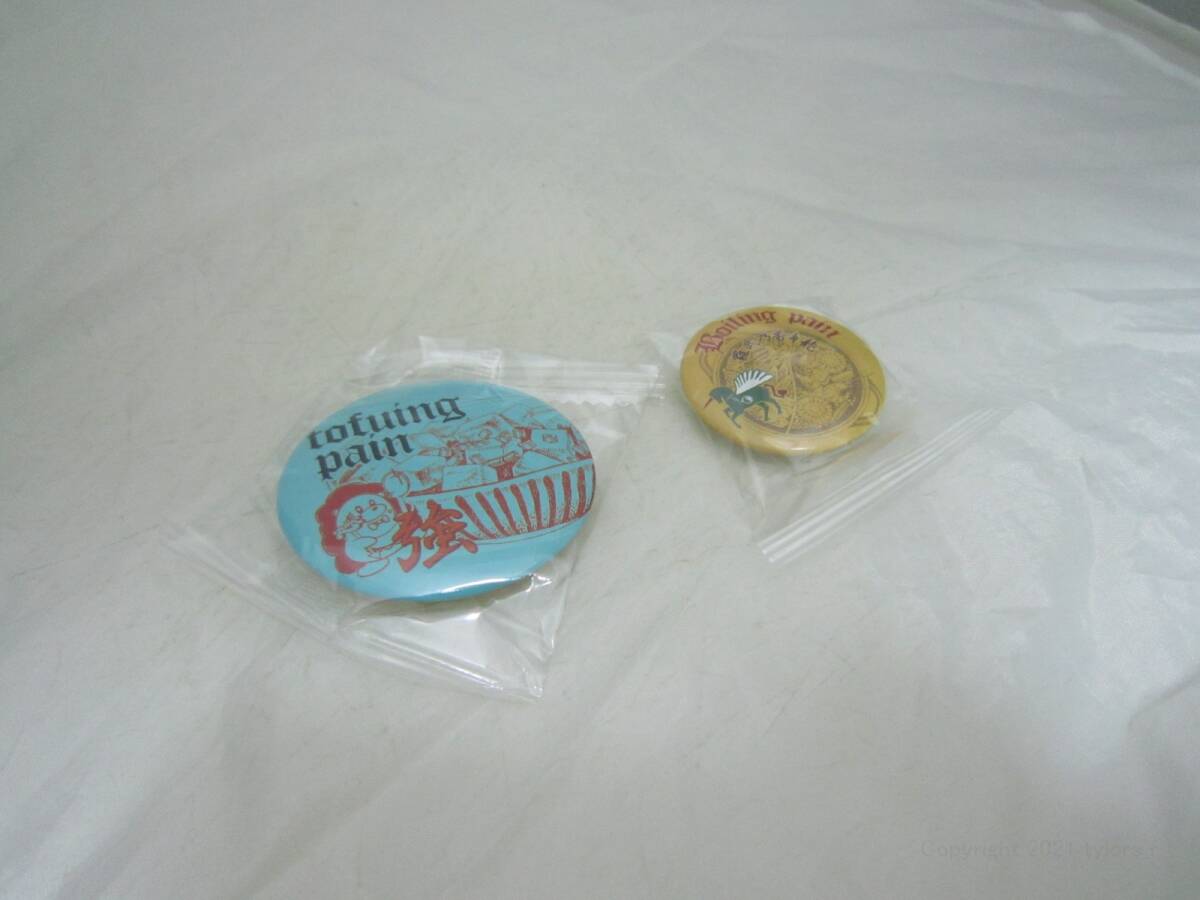 tofuing
pain
強
Boiling pain
Copyright 2021 tylors